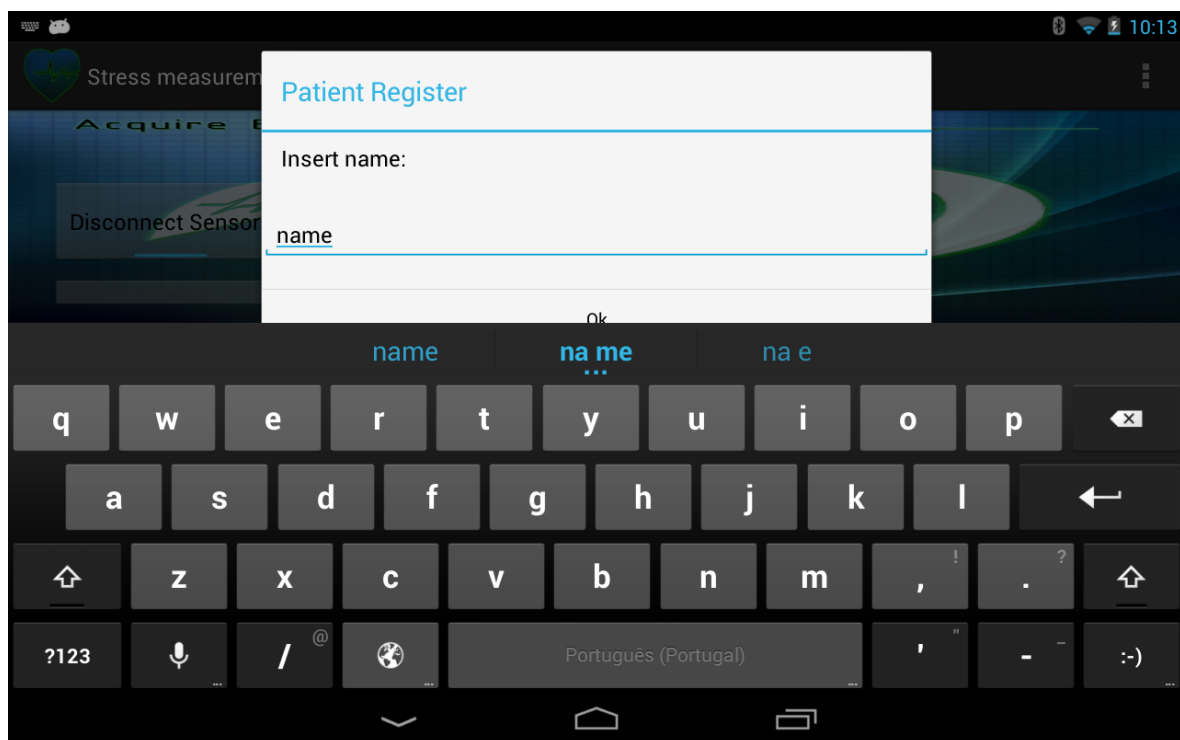 10:13
Stress measurem
Patient Register
Acquire E
Insert name:
Disconnect Sensor
name
Ok
name na me na e
q w e r t y u i o p
a s d f g h j k l
z x c v b n m , ! . ?
?123 / @ Português (Portugal) ' " - _ :-)